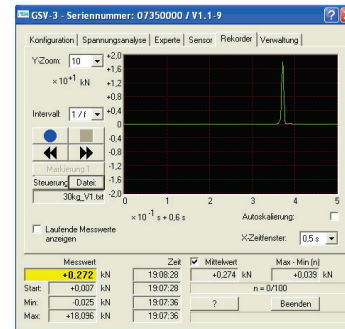 GSV-3 - Seriennummer: 07350000 / V1.1-9
Konfiguration Spannungsanalyse Experte Sensor Rekorder Verwaltung
Y-Zoom: 10
×10+1 kN
Intervall: 1/f
+2,0
+1,6
+1,2
+0,8
+0,4
0
-0,4
-0,8
-1,2
-1,6
-2,0
Markierung 1
Steuerung Datei:
30kg_V1.txt
0 1 2 3 4 5
× 10 -1 s + 0,6 s
Autoskalierung:
Laufende Messwerte anzeigen
X-Zeitfenster: 0,5 s
Messwert Zeit Mittelwert Max - Min (n)
+0,272 kN 19:08:28 +0,274 kN +0,039 kN
Start: +0,007 kN 19:07:28 n = 0/100
Min: -0,025 kN 19:07:36 ? Beenden
Max: +18,096 kN 19:07:36